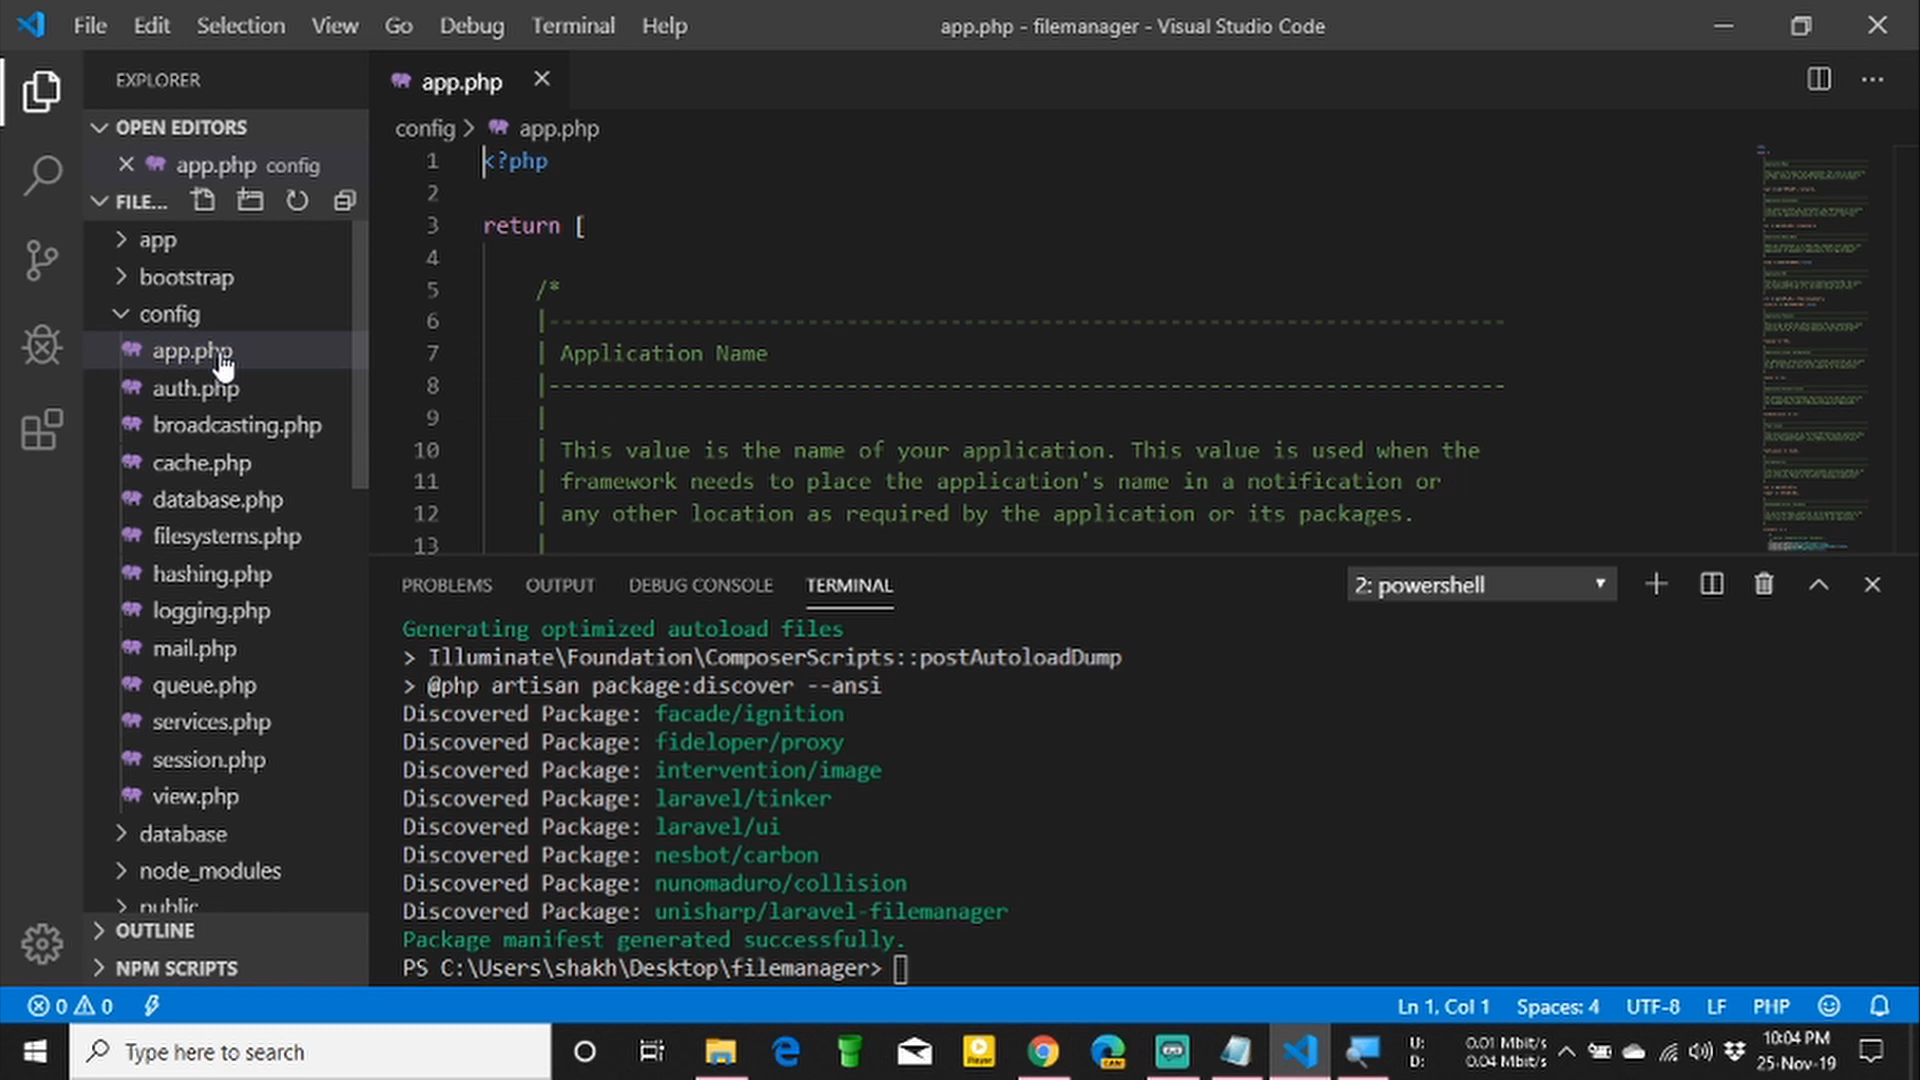 File Edit Selection View Go Debug Terminal Help
app.php - filemanager - Visual Studio Code
EXPLORER
OPEN EDITORS
app.php config
FILE...
app
bootstrap
config
app.php
auth.php
broadcasting.php
cache.php
database.php
filesystems.php
hashing.php
logging.php
mail.php
queue.php
services.php
session.php
view.php
database
node_modules
public
OUTLINE
NPM SCRIPTS
app.php
config > app.php
1 <?php
2
3 return [
4
5 /*
6 |--------------------------------------------------------------------------
7 | Application Name
8 |--------------------------------------------------------------------------
9 |
10 | This value is the name of your application. This value is used when the
11 | framework needs to place the application's name in a notification or
12 | any other location as required by the application or its packages.
13 |
PROBLEMS OUTPUT DEBUG CONSOLE TERMINAL
2: powershell
Generating optimized autoload files
> Illuminate\Foundation\ComposerScripts::postAutoloadDump
> @php artisan package:discover --ansi
Discovered Package: facade/ignition
Discovered Package: fideloper/proxy
Discovered Package: intervention/image
Discovered Package: laravel/tinker
Discovered Package: laravel/ui
Discovered Package: nesbot/carbon
Discovered Package: nunomaduro/collision
Discovered Package: unisharp/laravel-filemanager
Package manifest generated successfully.
PS C:\Users\shakh\Desktop\filemanager>
0 0
Ln 1, Col 1 Spaces: 4 UTF-8 LF PHP
Type here to search
Player
CAN
U: 0.01 Mbit/s
D: 0.04 Mbit/s
10:04 PM
25-Nov-19